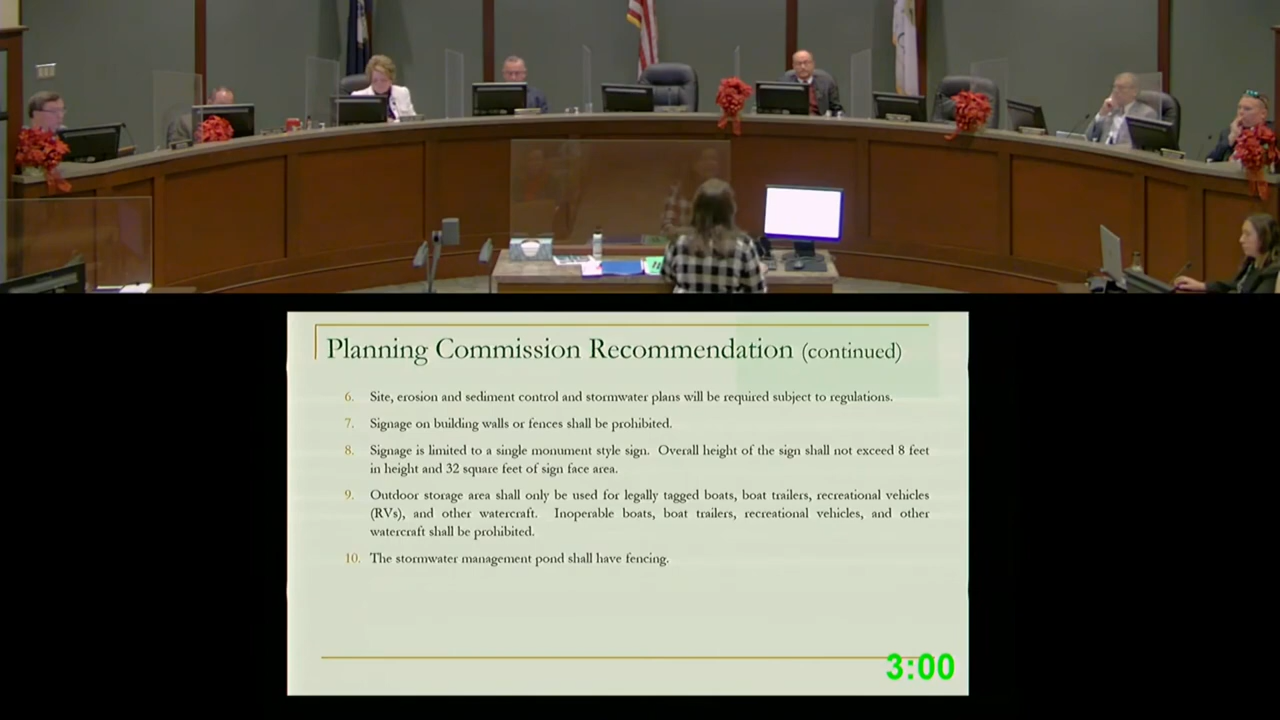 Planning Commission Recommendation (continued)
6. Site, erosion and sediment control and stormwater plans will be required subject to regulations.
7. Signage on building walls or fences shall be prohibited.
8. Signage is limited to a single monument style sign. Overall height of the sign shall not exceed 8 feet
in height and 32 square feet of sign face area.
9. Outdoor storage area shall only be used for legally tagged boats, boat trailers, recreational vehicles
(RVs), and other watercraft. Inoperable boats, boat trailers, recreational vehicles, and other
watercraft shall be prohibited.
10. The stormwater management pond shall have fencing.
3:00